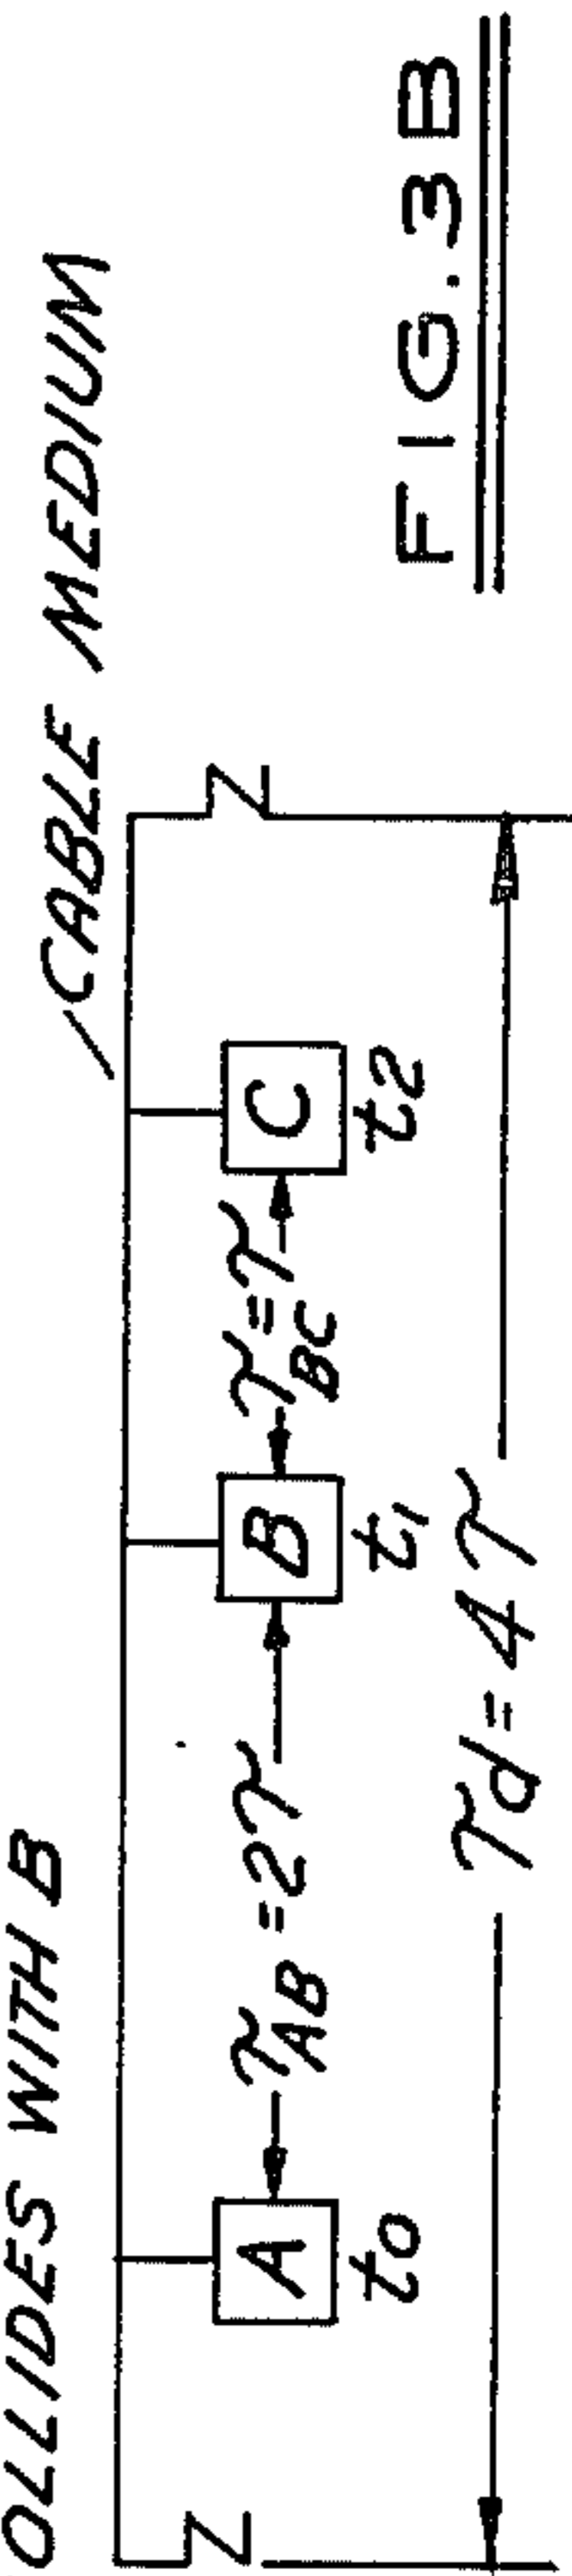 OLLIDES WITH B
CABLE MEDIUM
A B C
τAB = 2τ τBC = τ
t0 t1 t2
τd = 4τ
FIG. 3B